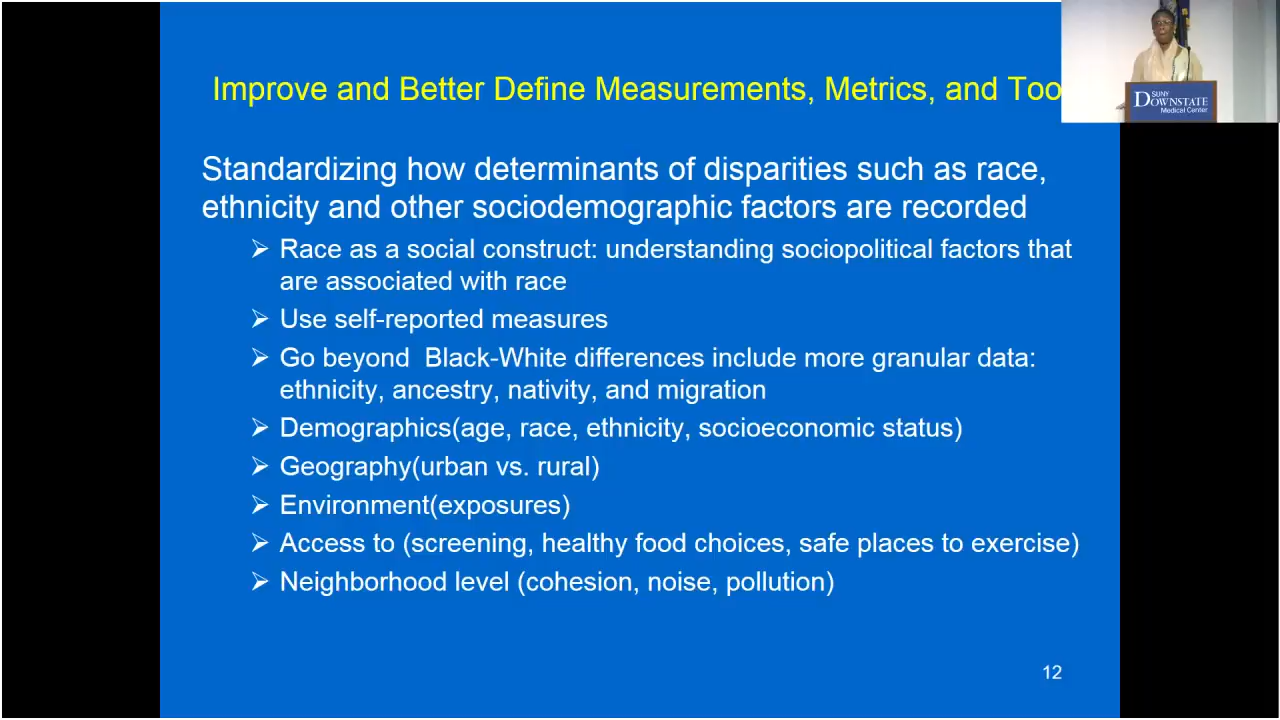 Improve and Better Define Measurements, Metrics, and Too
SUNY
DOWNSTATE
Medical Center
Standardizing how determinants of disparities such as race,
ethnicity and other sociodemographic factors are recorded
➢ Race as a social construct: understanding sociopolitical factors that
are associated with race
➢ Use self-reported measures
➢ Go beyond  Black-White differences include more granular data:
ethnicity, ancestry, nativity, and migration
➢ Demographics(age, race, ethnicity, socioeconomic status)
➢ Geography(urban vs. rural)
➢ Environment(exposures)
➢ Access to (screening, healthy food choices, safe places to exercise)
➢ Neighborhood level (cohesion, noise, pollution)
12